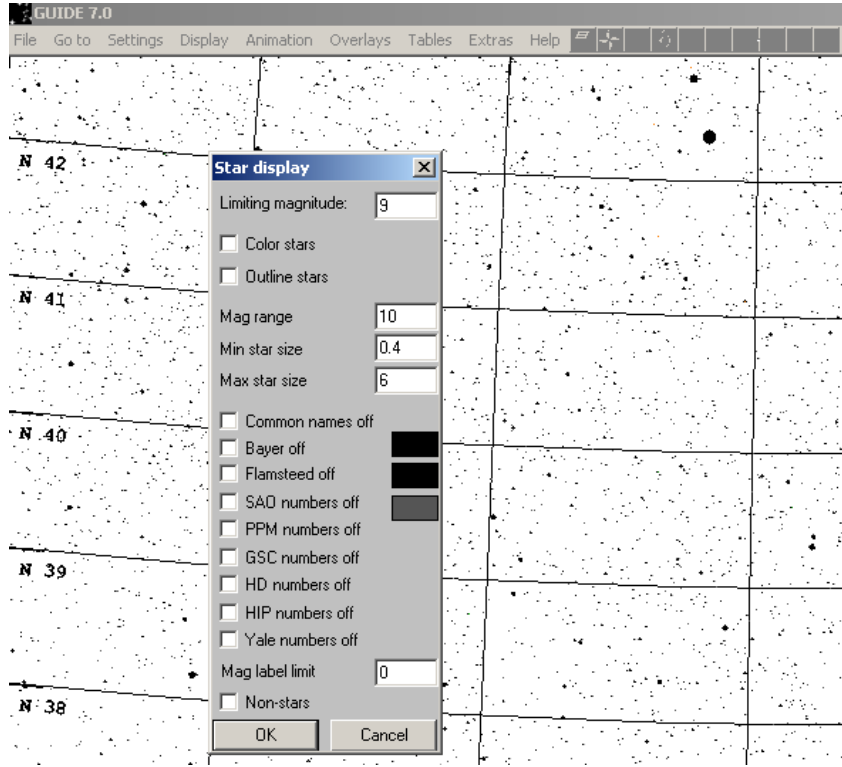 GUIDE 7.0
File Go to Settings Display Animation Overlays Tables Extras Help
N 42
N 41
N 40
N 39
N 38
Star display
Limiting magnitude: 9
Color stars
Outline stars
Mag range 10
Min star size 0.4
Max star size 6
Common names off
Bayer off
Flamsteed off
SAO numbers off
PPM numbers off
GSC numbers off
HD numbers off
HIP numbers off
Yale numbers off
Mag label limit 0
Non-stars
OK Cancel